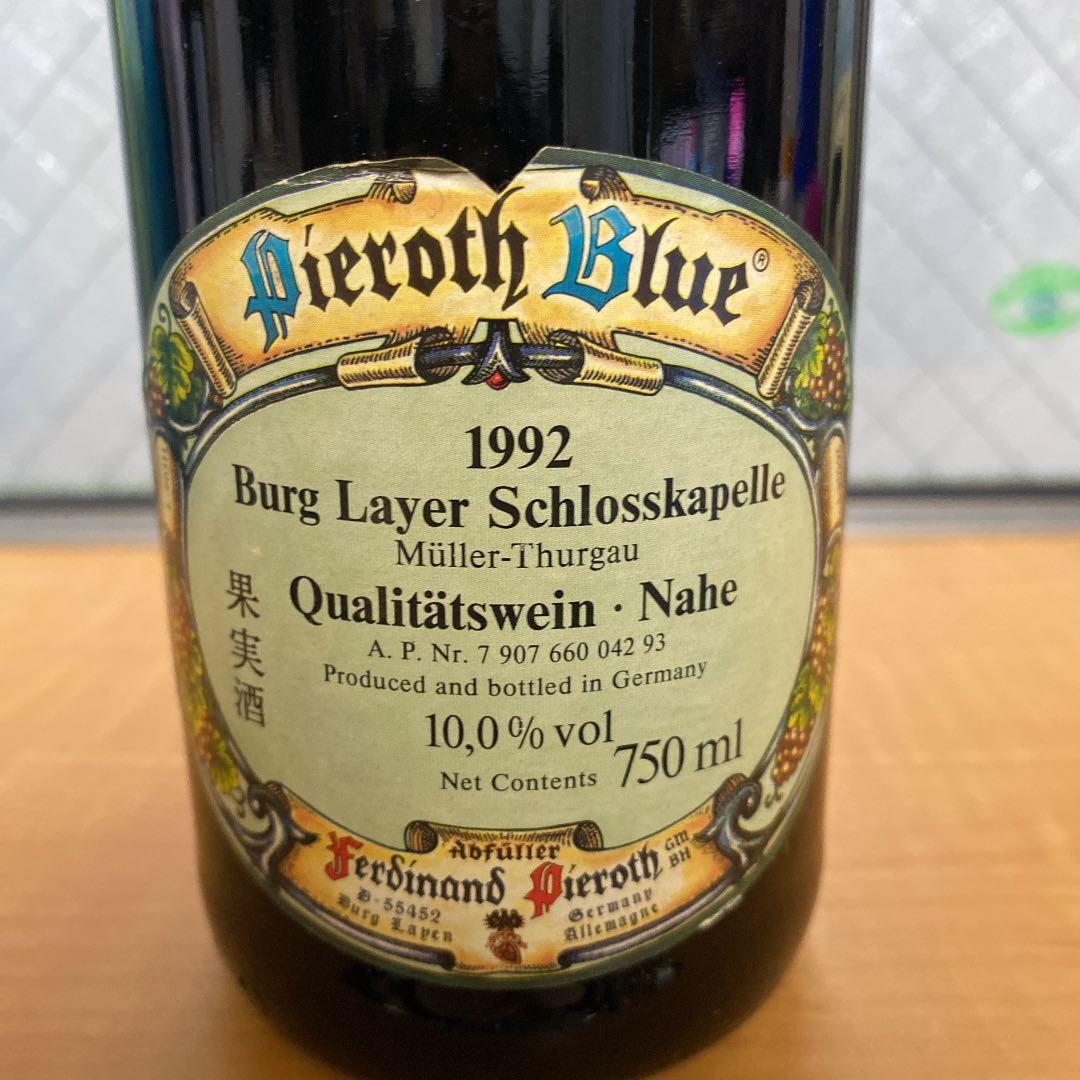 Pieroth Blue®
1992
Burg Layer Schlosskapelle
Müller-Thurgau
Qualitätswein · Nahe
果実酒
A. P. Nr. 7 907 660 042 93
Produced and bottled in Germany
10,0 % vol
Net Contents 750 ml
Abfüller
Ferdinand Pieroth GMBH
D-55452
Burg Layen
Germany
Allemagne